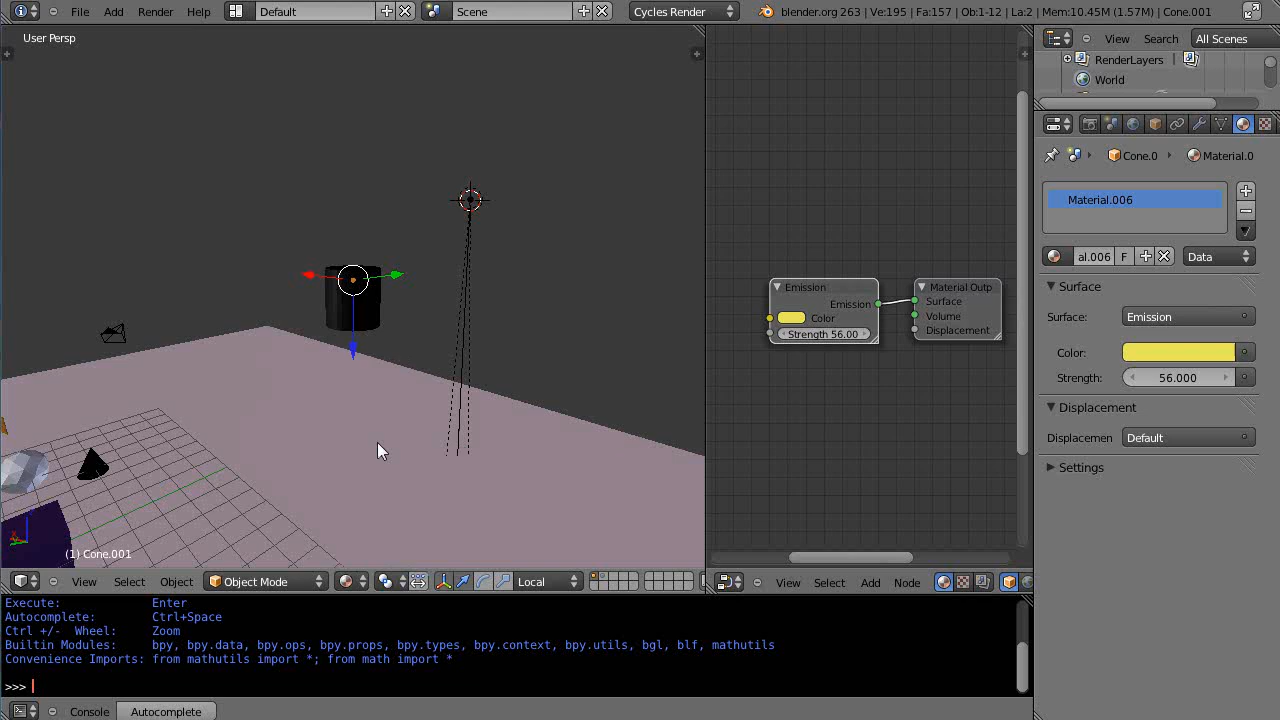 File Add Render Help Default Scene Cycles Render blender.org 263 | Ve:195 | Fa:157 | Ob:1-12 | La:2 | Mem:10.45M (1.57M) | Cone.001
User Persp
View Search All Scenes
RenderLayers
World
Cone.0 Material.0
Material.006
al.006 F Data
Surface
Surface: Emission
Color:
Strength: 56.000
Displacement
Displacemen Default
Settings
Emission
Emission
Color
Strength 56.00
Material Outp
Surface
Volume
Displacement
(1) Cone.001
View Select Object Object Mode Local
View Select Add Node
Execute: Enter
Autocomplete: Ctrl+Space
Ctrl +/- Wheel: Zoom
Builtin Modules: bpy, bpy.data, bpy.ops, bpy.props, bpy.types, bpy.context, bpy.utils, bgl, blf, mathutils
Convenience Imports: from mathutils import *; from math import *
>>>
Console Autocomplete